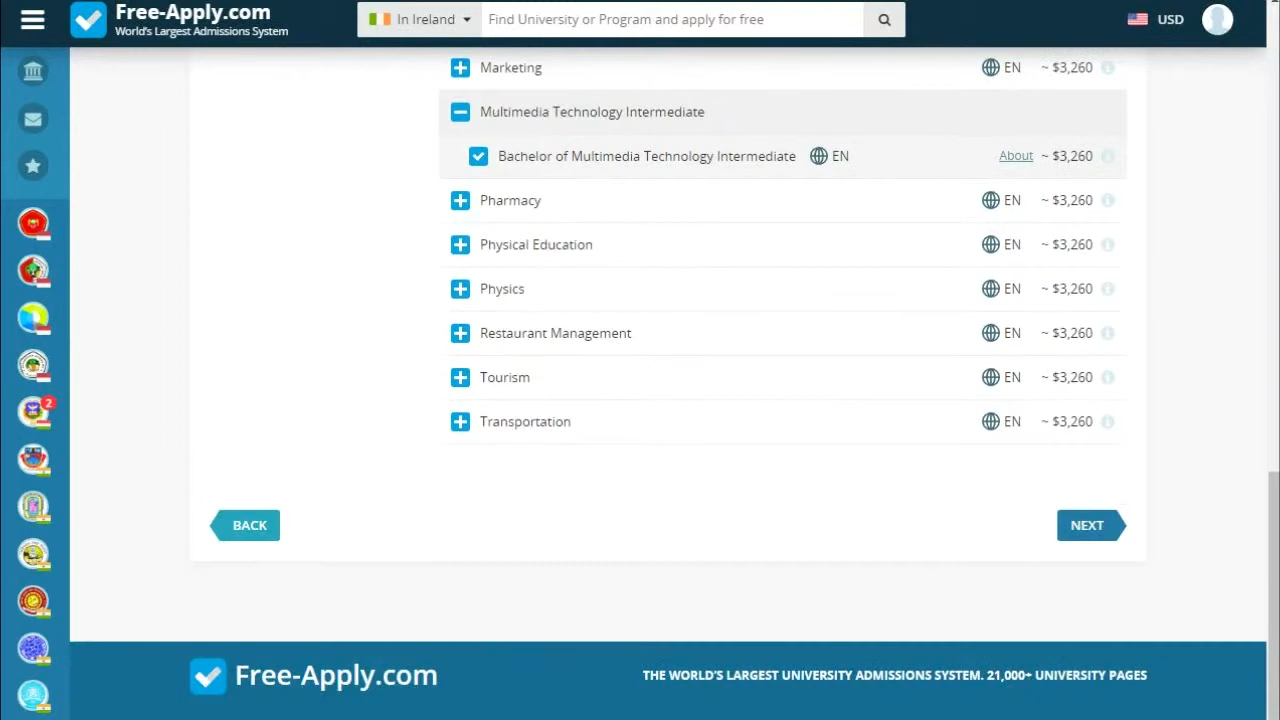 Free-Apply.com
World's Largest Admissions System
In Ireland
Find University or Program and apply for free
USD
Marketing EN ~ $3,260
Multimedia Technology Intermediate
Bachelor of Multimedia Technology Intermediate EN About ~ $3,260
Pharmacy EN ~ $3,260
Physical Education EN ~ $3,260
Physics EN ~ $3,260
Restaurant Management EN ~ $3,260
Tourism EN ~ $3,260
Transportation EN ~ $3,260
2
BACK
NEXT
Free-Apply.com
THE WORLD'S LARGEST UNIVERSITY ADMISSIONS SYSTEM. 21,000+ UNIVERSITY PAGES